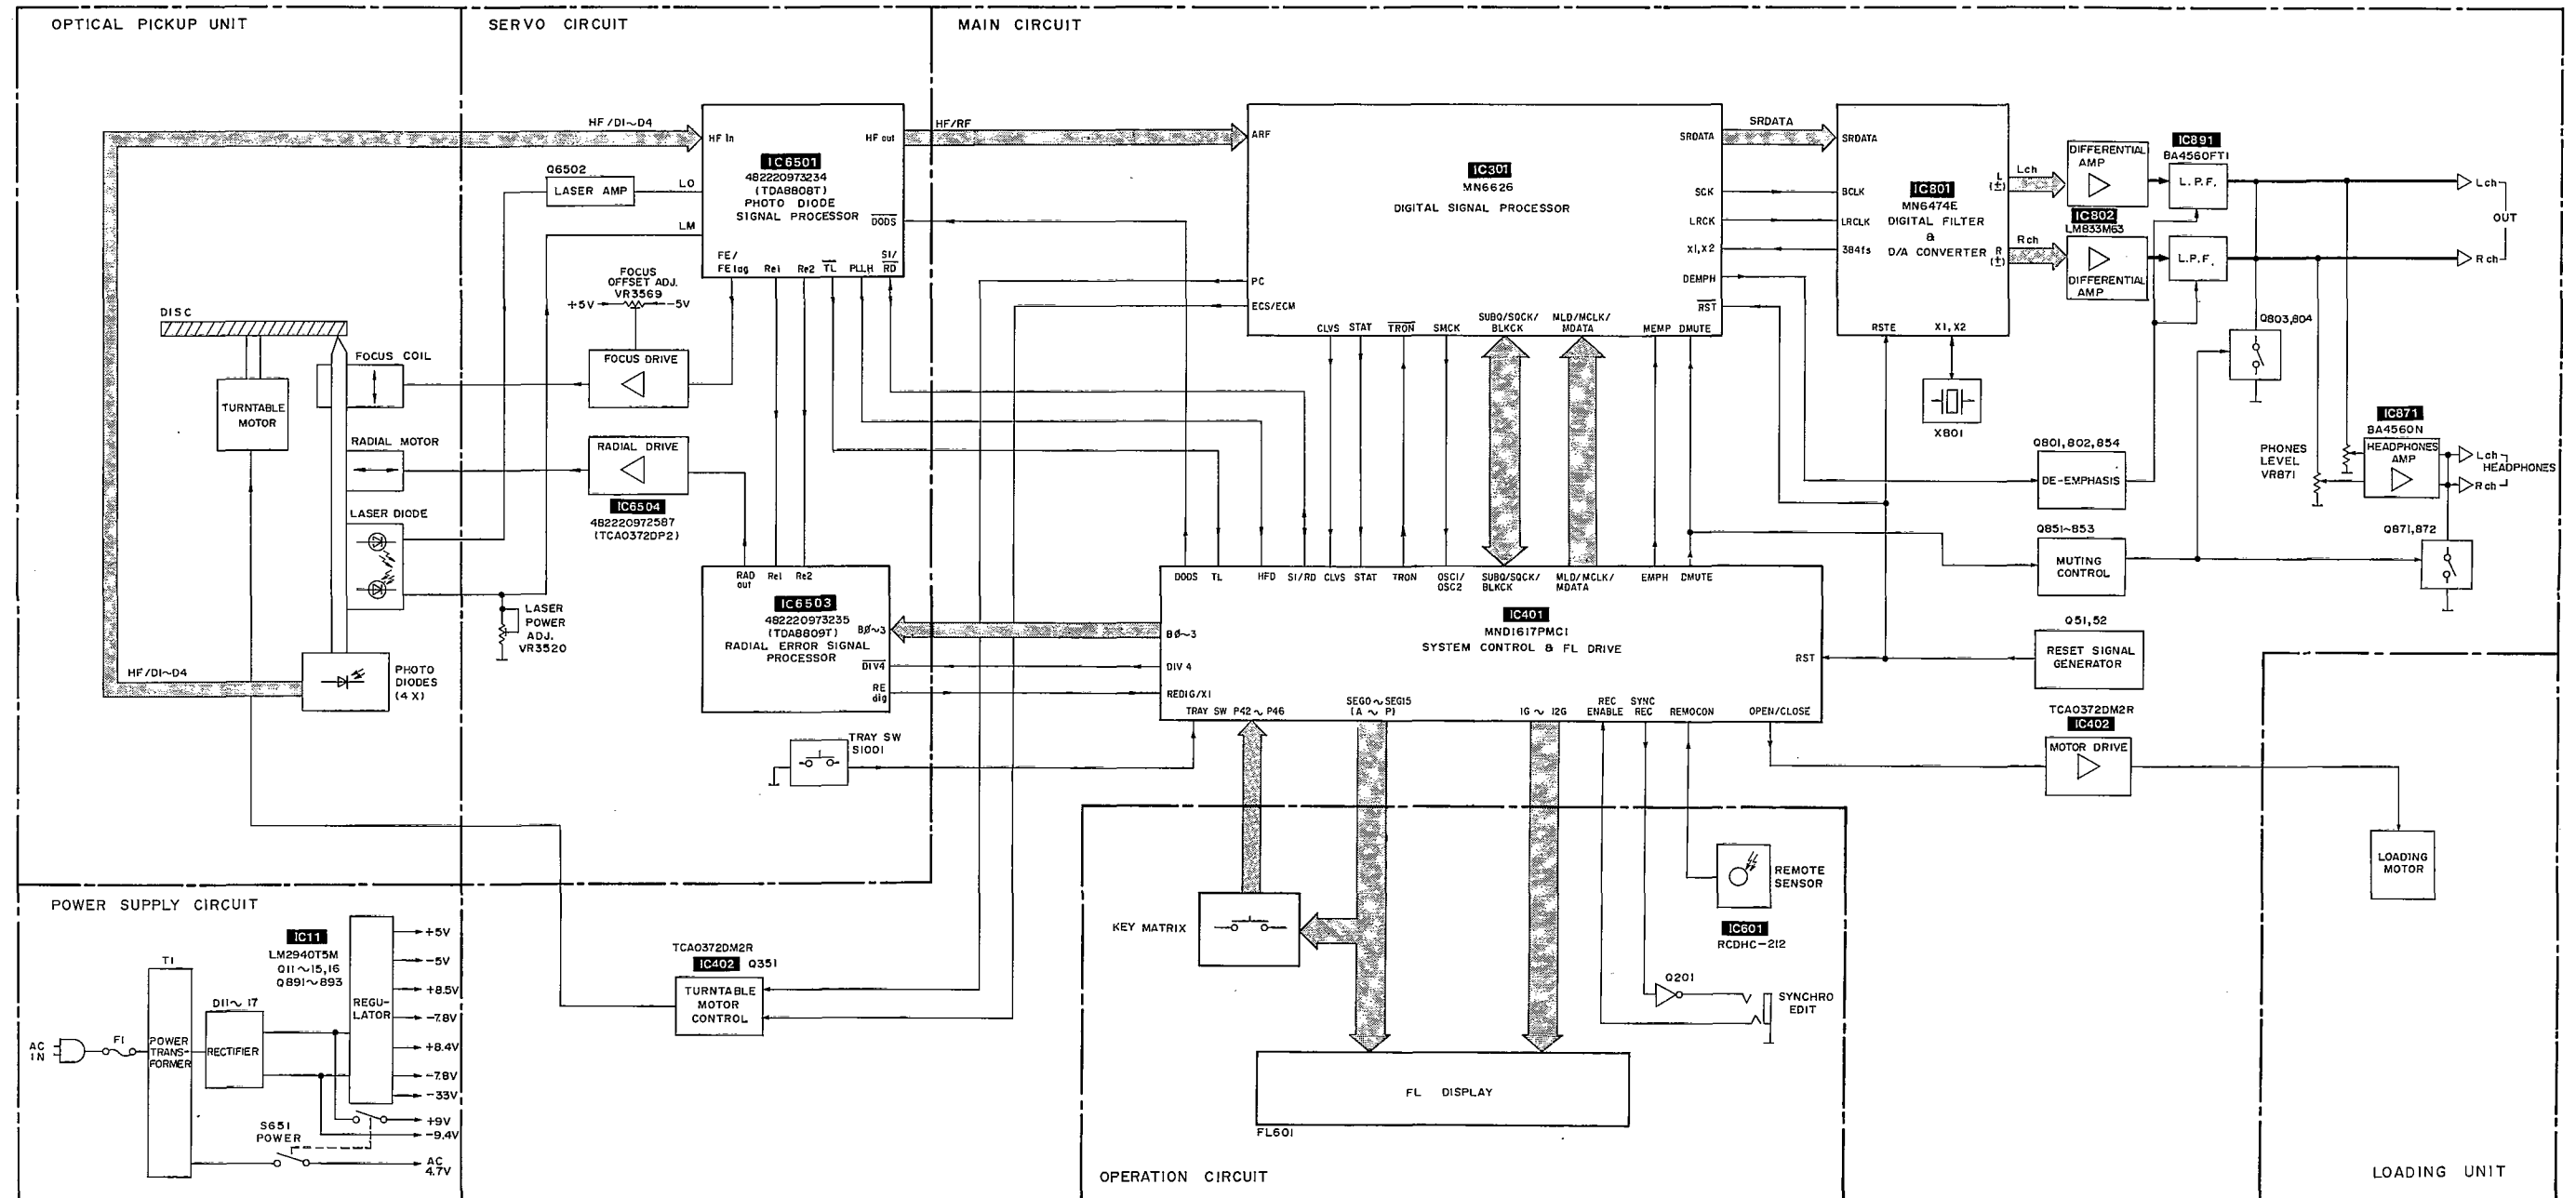 OPTICAL PICKUP UNIT
SERVO CIRCUIT
MAIN CIRCUIT
HF/D1~D4
HF in
HF out
IC6501
482220973234
(TDA8808T)
PHOTO DIODE
SIGNAL PROCESSOR
DODS
LO
LM
FE/
FE lag
Re1
Re2
TL
PLLH
SI/
RD
Q6502
LASER AMP
FOCUS
OFFSET ADJ.
VR3569
+5V
-5V
FOCUS DRIVE
RADIAL DRIVE
IC6504
482220972587
(TCA0372DP2)
DISC
FOCUS COIL
TURNTABLE
MOTOR
RADIAL MOTOR
LASER DIODE
LASER
POWER
ADJ.
VR3520
PHOTO
DIODES
(4 X)
HF/D1~D4
RAD
out
Re1
Re2
IC6503
482220973235
(TDA8809T)
RADIAL ERROR SIGNAL
PROCESSOR
BØ~3
DIV4
RE
dig
TRAY SW
S1001
HF/RF
ARF
IC301
MN6626
DIGITAL SIGNAL PROCESSOR
SRDATA
SCK
LRCK
X1,X2
DEMPH
RST
PC
ECS/ECM
CLVS
STAT
TRON
SMCK
SUBQ/SQCK/
BLKCK
MLD/MCLK/
MDATA
MEMP
DMUTE
SRDATA
SRDATA
BCLK
LRCLK
384fs
IC801
MN6474E
DIGITAL FILTER
&
D/A CONVERTER
L
(±)
R
(±)
RSTE
X1, X2
X801
Lch
Rch
DIFFERENTIAL
AMP
IC802
LM833M63
DIFFERENTIAL
AMP
IC891
BA4560FT1
L.P.F.
L.P.F.
Lch
OUT
Rch
Q803,804
IC871
BA4560N
HEADPHONES
AMP
PHONES
LEVEL
VR871
Lch
HEADPHONES
Rch
Q871,872
Q801,802,854
DE-EMPHASIS
Q851~853
MUTING
CONTROL
Q51,52
RESET SIGNAL
GENERATOR
DODS
TL
HFD
SI/RD
CLVS
STAT
TRON
OSC1/
OSC2
SUBQ/SQCK/
BLKCK
MLD/MCLK/
MDATA
EMPH
DMUTE
IC401
MND1617PMC1
SYSTEM CONTROL & FL DRIVE
BØ~3
DIV 4
REDIG/X1
RST
TRAY SW
P42~P46
SEG0~SEG15
(A ~ P)
1G ~ 12G
REC
ENABLE
SYNC
REC
REMOCON
OPEN/CLOSE
TCA0372DM2R
IC402
MOTOR DRIVE
LOADING
MOTOR
LOADING UNIT
KEY MATRIX
REMOTE
SENSOR
IC601
RCDHC-212
Q201
SYNCHRO
EDIT
FL DISPLAY
FL601
OPERATION CIRCUIT
TCA0372DM2R
IC402
Q351
TURNTABLE
MOTOR
CONTROL
POWER SUPPLY CIRCUIT
IC11
LM2940T5M
Q11~15,16
Q891~893
REGU-
LATOR
+5V
-5V
+8.5V
-7.8V
+8.4V
-7.8V
-33V
+9V
-9.4V
AC
4.7V
T1
POWER
TRANS-
FORMER
D11~17
RECTIFIER
AC
IN
F1
S651
POWER